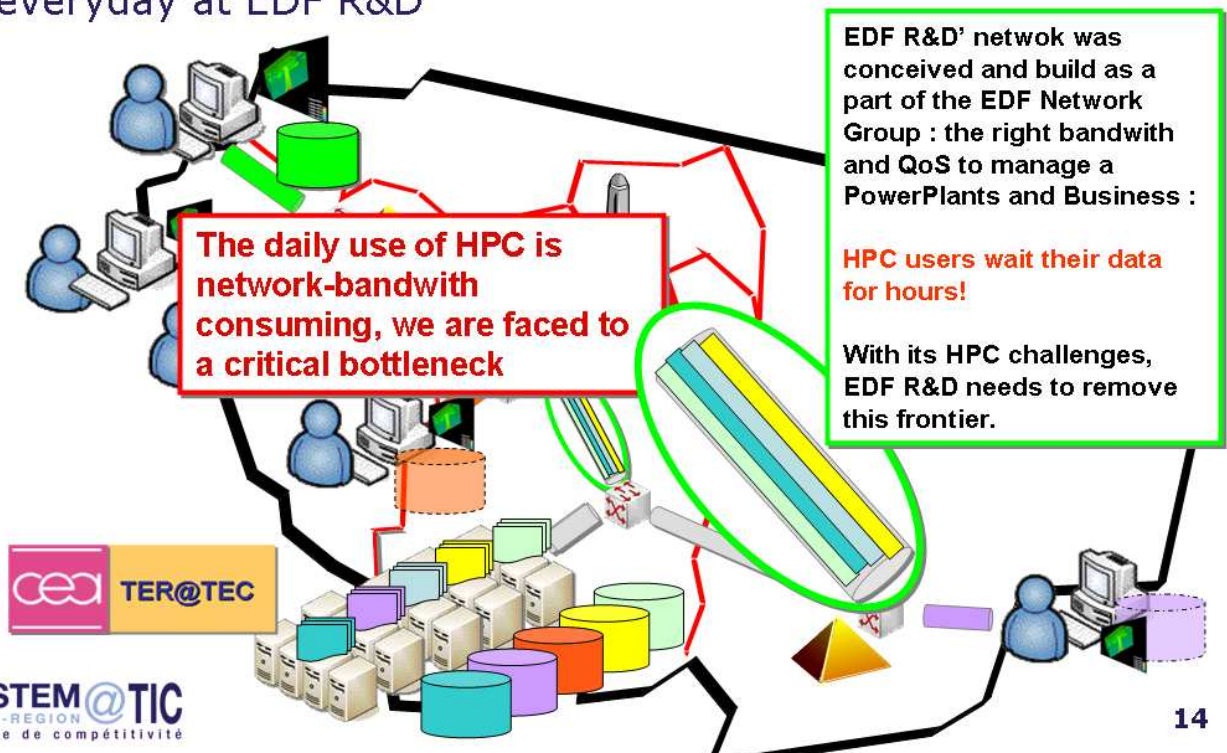 everyday at EDF R&D
EDF R&D' netwok was
conceived and build as a
part of the EDF Network
Group : the right bandwith
and QoS to manage a
PowerPlants and Business :
HPC users wait their data
for hours!
With its HPC challenges,
EDF R&D needs to remove
this frontier.
The daily use of HPC is
network-bandwith
consuming, we are faced to
a critical bottleneck
cea TER@TEC
STEM@TIC
-REGION
e de compétitivité
14